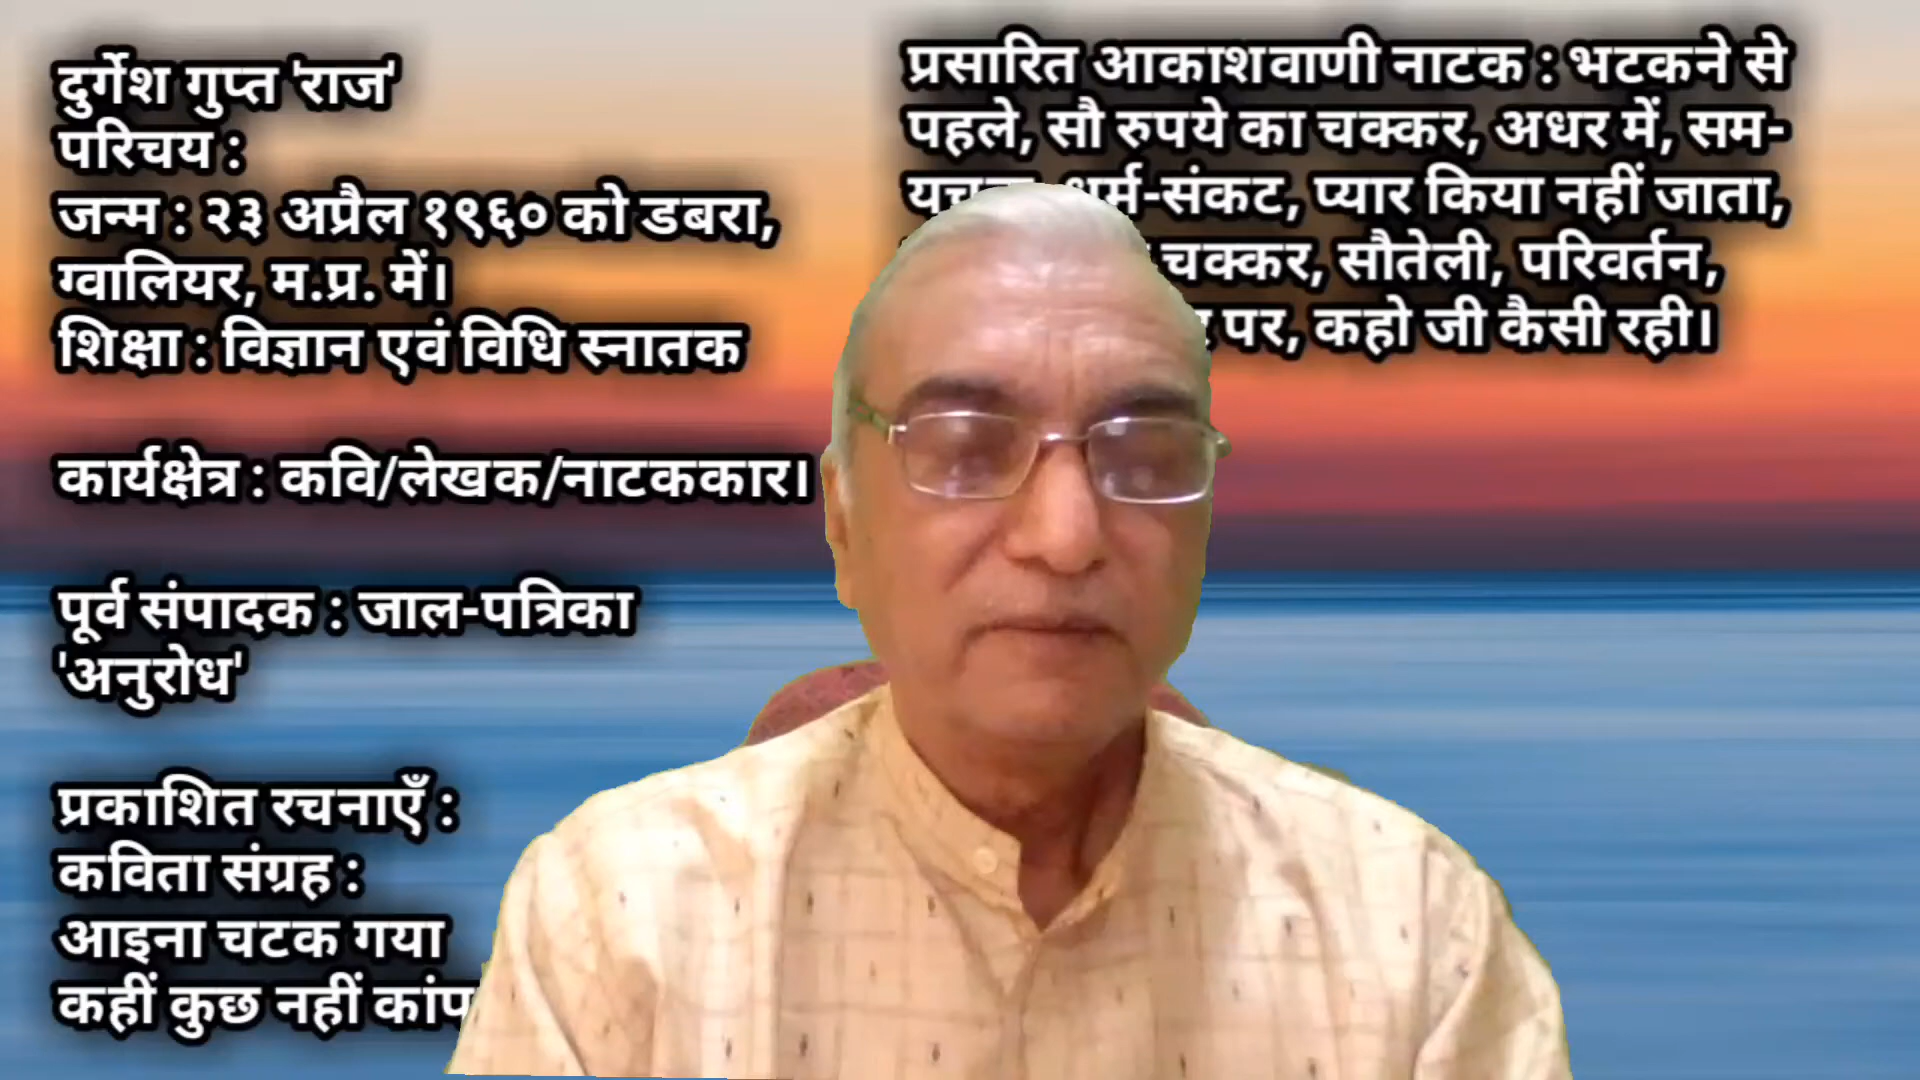 दुर्गेश गुप्त 'राज'
परिचय :
जन्म : २३ अप्रैल १९६० को डबरा,
ग्वालियर, म.प्र. में।
शिक्षा : विज्ञान एवं विधि स्नातक
कार्यक्षेत्र : कवि/लेखक/नाटककार।
पूर्व संपादक : जाल-पत्रिका
'अनुरोध'
प्रकाशित रचनाएँ :
कविता संग्रह :
आइना चटक गया
कहीं कुछ नहीं
प्रसारित आकाशवाणी नाटक : भटकने से
पहले, सौ रुपये का चक्कर, अधर में, सम-
धर्म-संकट, प्यार किया नहीं जाता,
चक्कर, सौतेली, परिवर्तन,
पर, कहो जी कैसी रही।